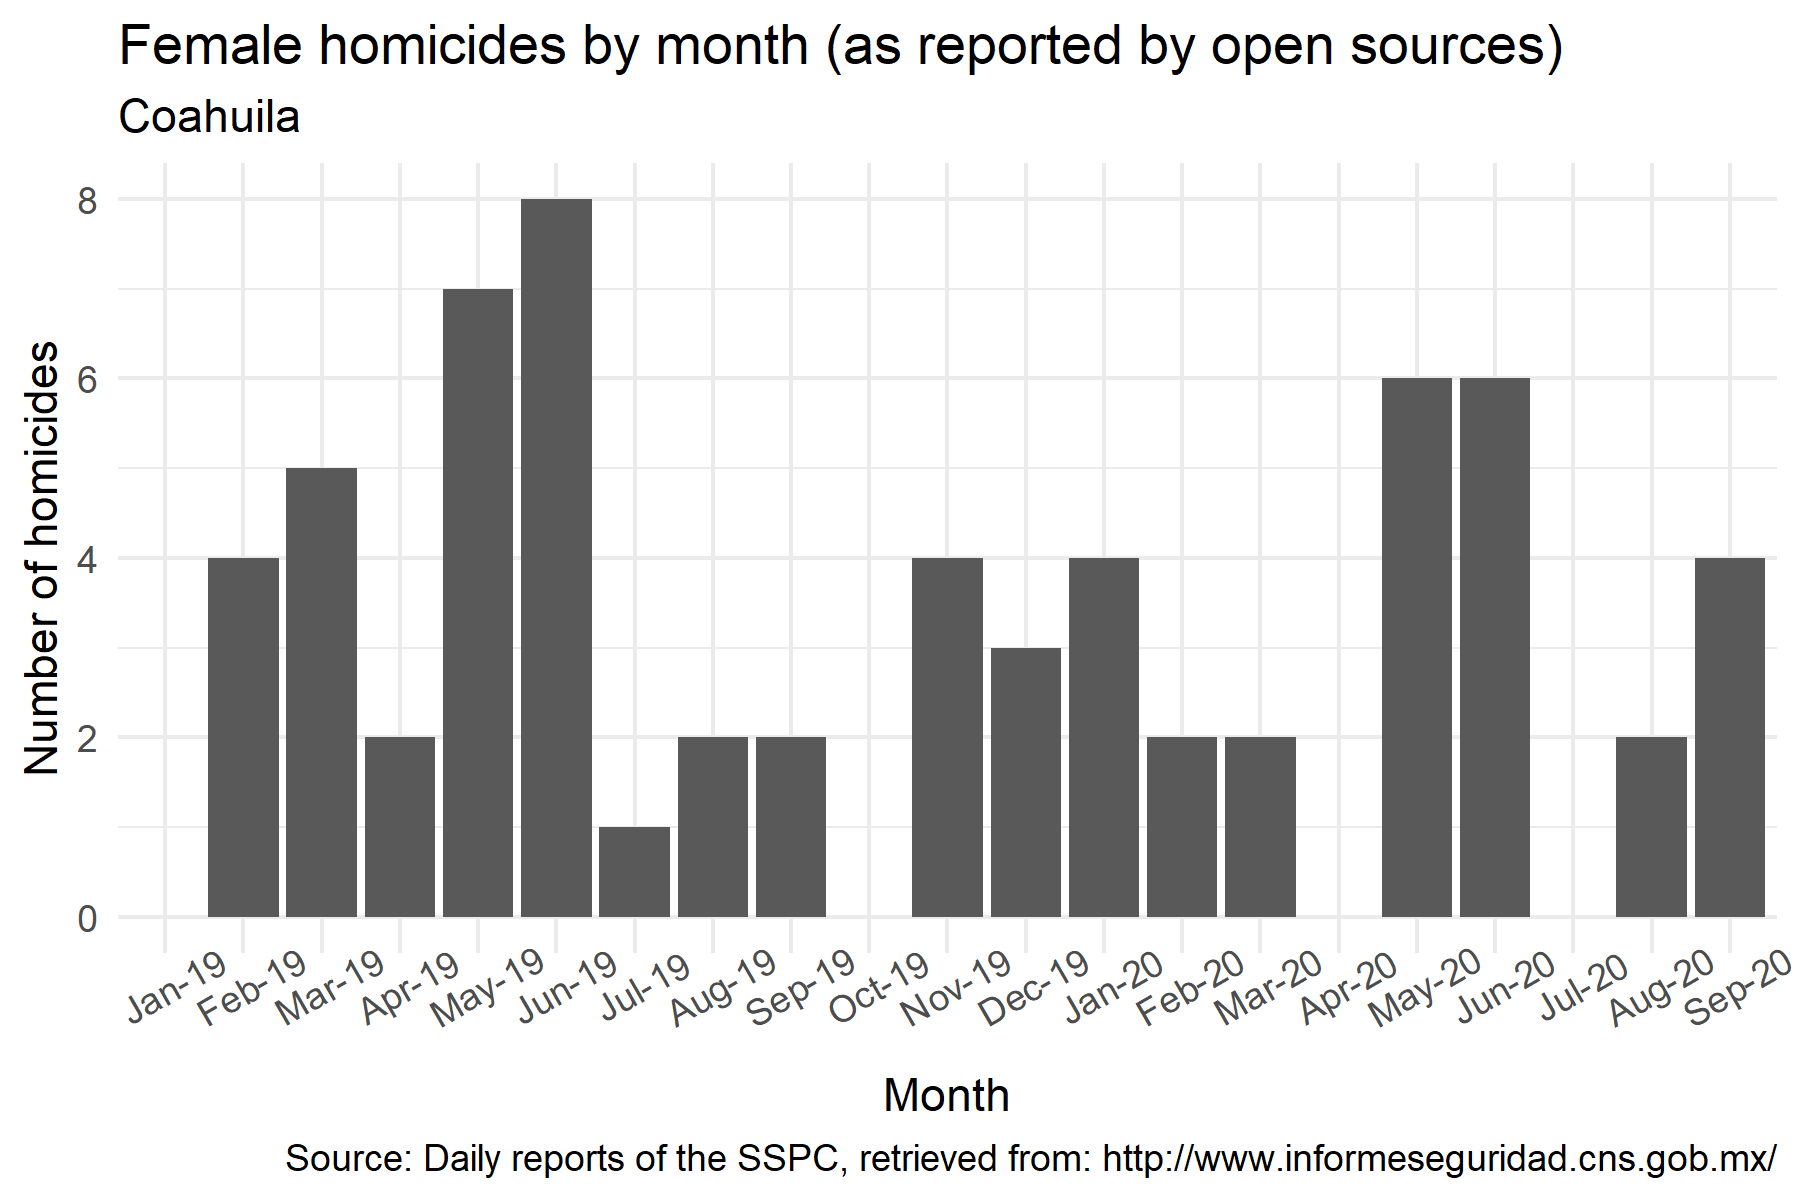 Female homicides by month (as reported by open sources)
Coahuila
Number of homicides
8
6
4
2
0
Jan-19
Feb-19
Mar-19
Apr-19
May-19
Jun-19
Jul-19
Aug-19
Sep-19
Oct-19
Nov-19
Dec-19
Jan-20
Feb-20
Mar-20
Apr-20
May-20
Jun-20
Jul-20
Aug-20
Sep-20
Month
Source: Daily reports of the SSPC, retrieved from: http://www.informeseguridad.cns.gob.mx/